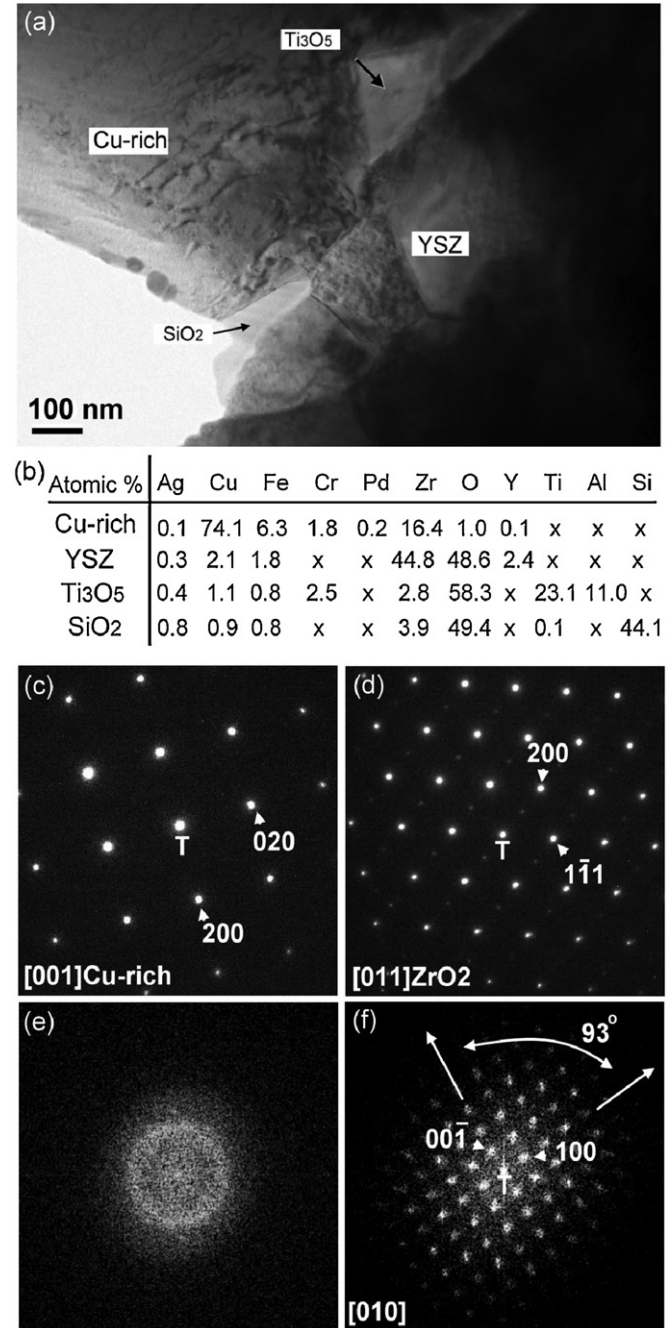 (a)
Ti3O5
Cu-rich
YSZ
SiO2
100 nm
(b)
Atomic % Ag Cu Fe Cr Pd Zr O Y Ti Al Si
Cu-rich 0.1 74.1 6.3 1.8 0.2 16.4 1.0 0.1 x x x
YSZ 0.3 2.1 1.8 x x 44.8 48.6 2.4 x x x
Ti3O5 0.4 1.1 0.8 2.5 x 2.8 58.3 x 23.1 11.0 x
SiO2 0.8 0.9 0.8 x x 3.9 49.4 x 0.1 x 44.1
(c)
T
020
200
[001]Cu-rich
(d)
200
T
11̄1
[011]ZrO2
(e)
(f)
93°
001̄
100
T
[010]